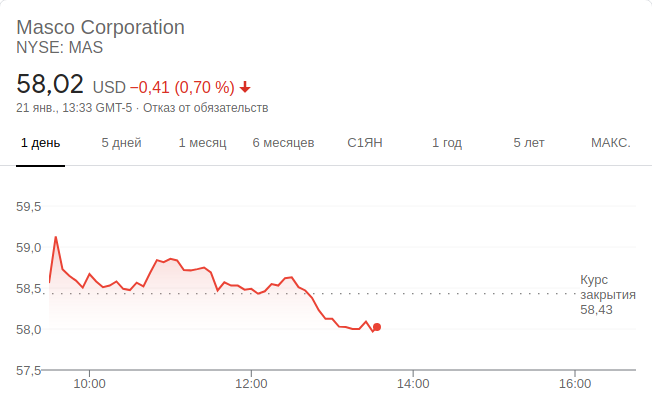 Masco Corporation
NYSE: MAS
58,02 USD −0,41 (0,70 %)
21 янв., 13:33 GMT-5 · Отказ от обязательств
1 день 5 дней 1 месяц 6 месяцев С1ЯН 1 год 5 лет МАКС.
59,5
59,0
58,5
58,0
57,5
Курс
закрытия
58,43
10:00 12:00 14:00 16:00